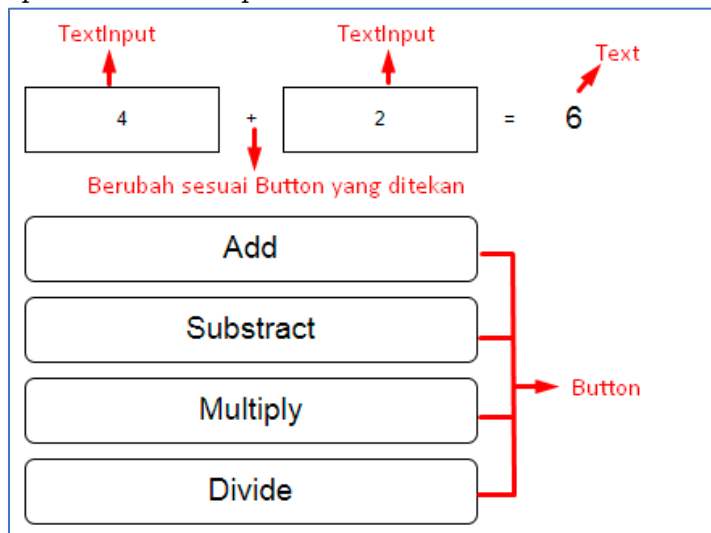 TextInput TextInput
Text
4 + 2 = 6
Berubah sesuai Button yang ditekan
Add
Substract
Multiply
Button
Divide